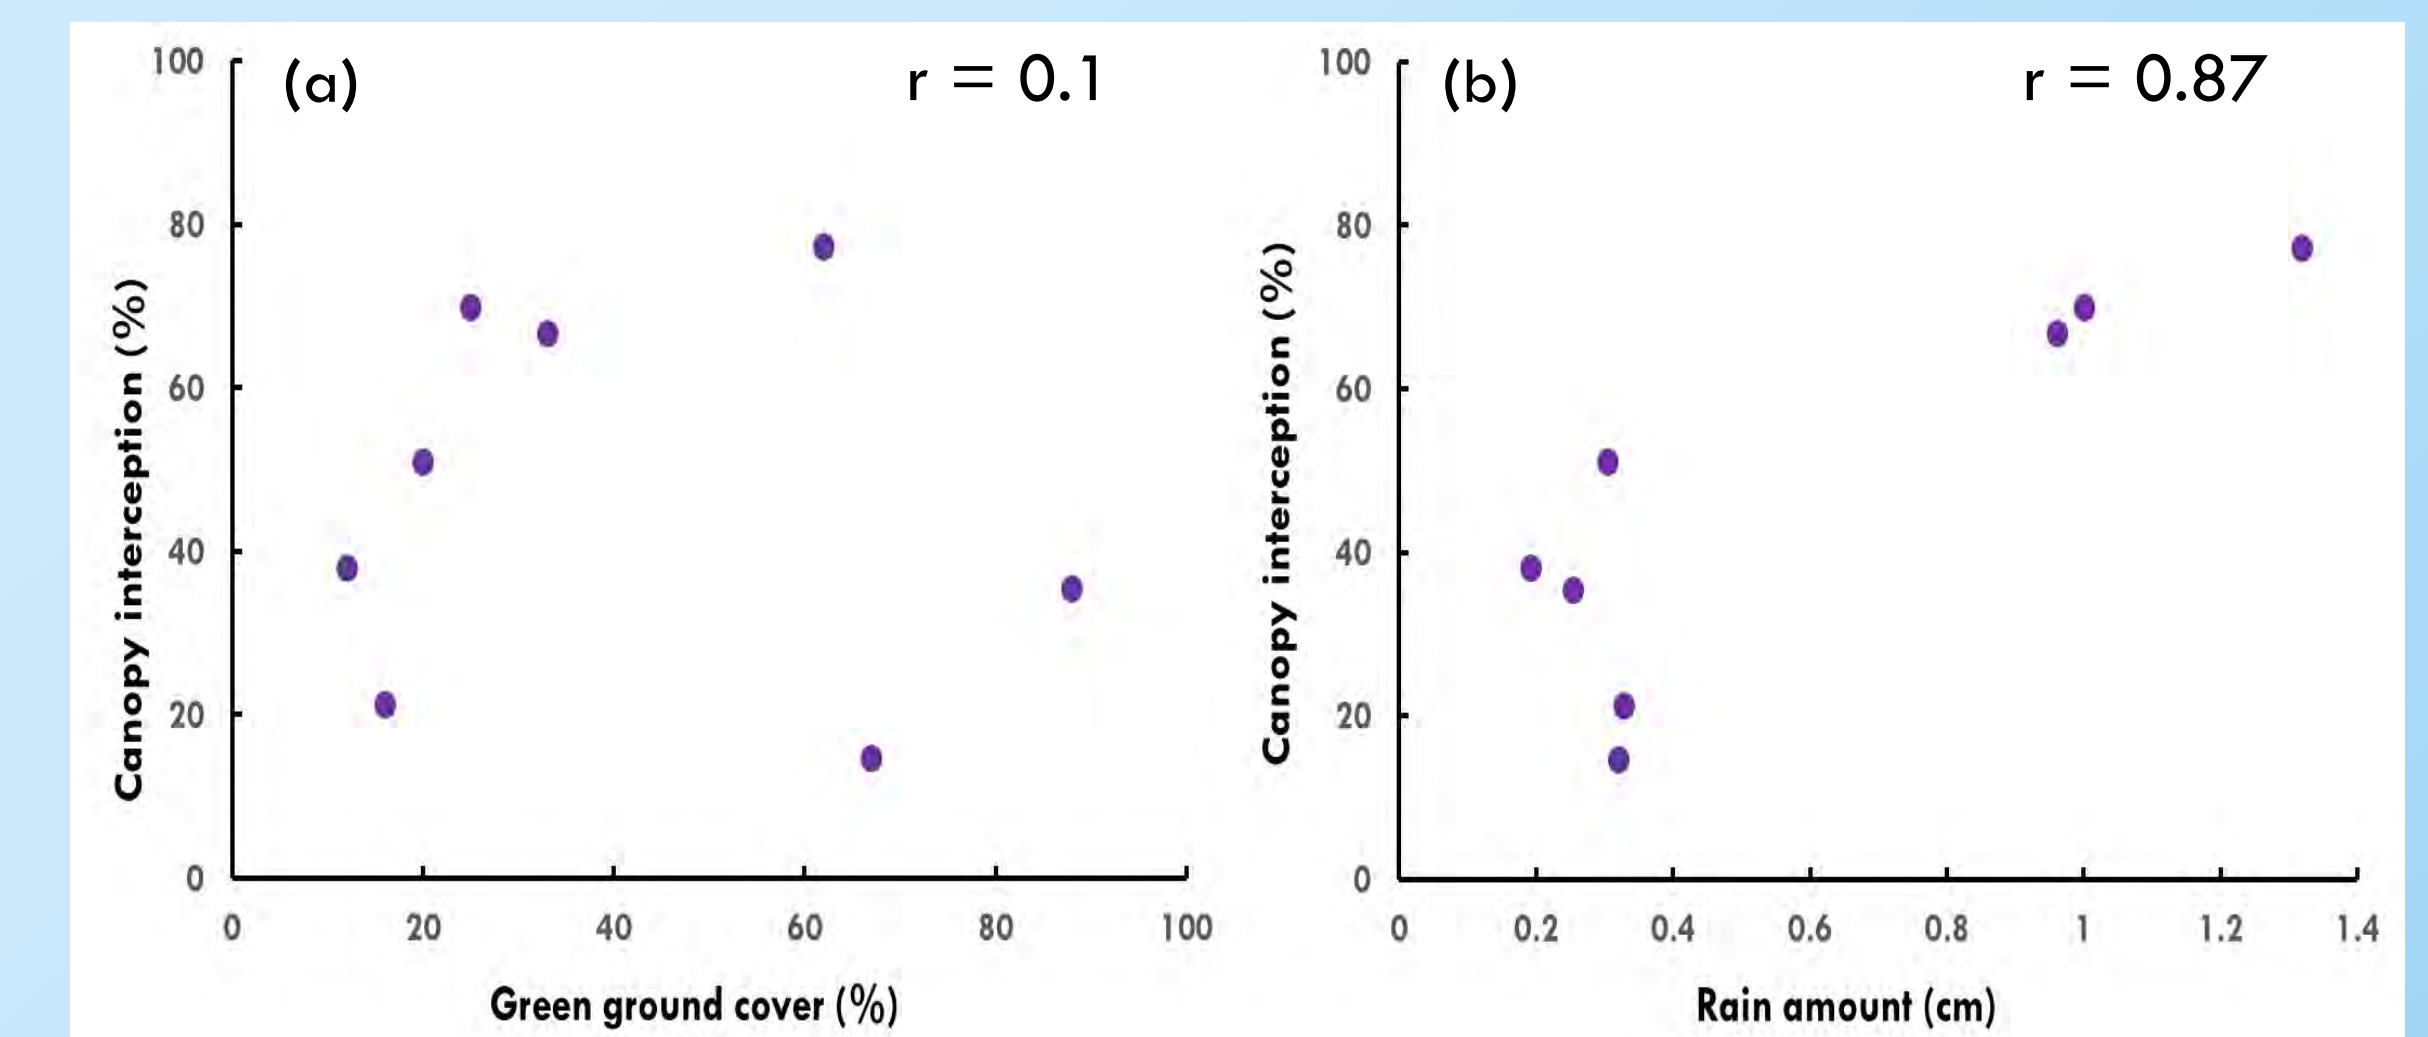 (a)
r = 0.1
100
80
60
40
20
0
Canopy interception (%)
0 20 40 60 80 100
Green ground cover (%)
(b)
r = 0.87
100
80
60
40
20
0
Canopy interception (%)
0 0.2 0.4 0.6 0.8 1 1.2 1.4
Rain amount (cm)